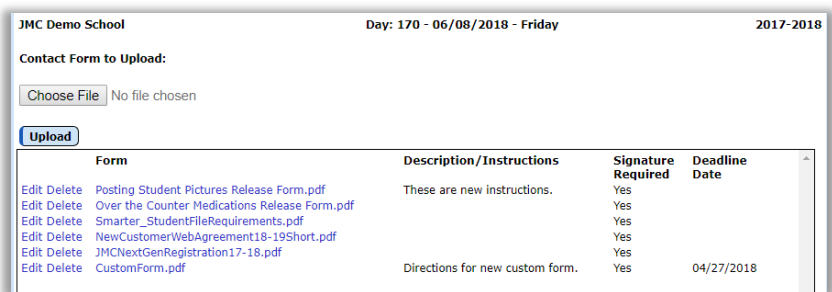 JMC Demo School Day: 170 - 06/08/2018 - Friday 2017-2018
Contact Form to Upload:
Choose File No file chosen
Upload
Form Description/Instructions Signature Required Deadline Date
Edit Delete Posting Student Pictures Release Form.pdf These are new instructions. Yes
Edit Delete Over the Counter Medications Release Form.pdf Yes
Edit Delete Smarter_StudentFileRequirements.pdf Yes
Edit Delete NewCustomerWebAgreement18-19Short.pdf Yes
Edit Delete JMCNextGenRegistration17-18.pdf Yes
Edit Delete CustomForm.pdf Directions for new custom form. Yes 04/27/2018